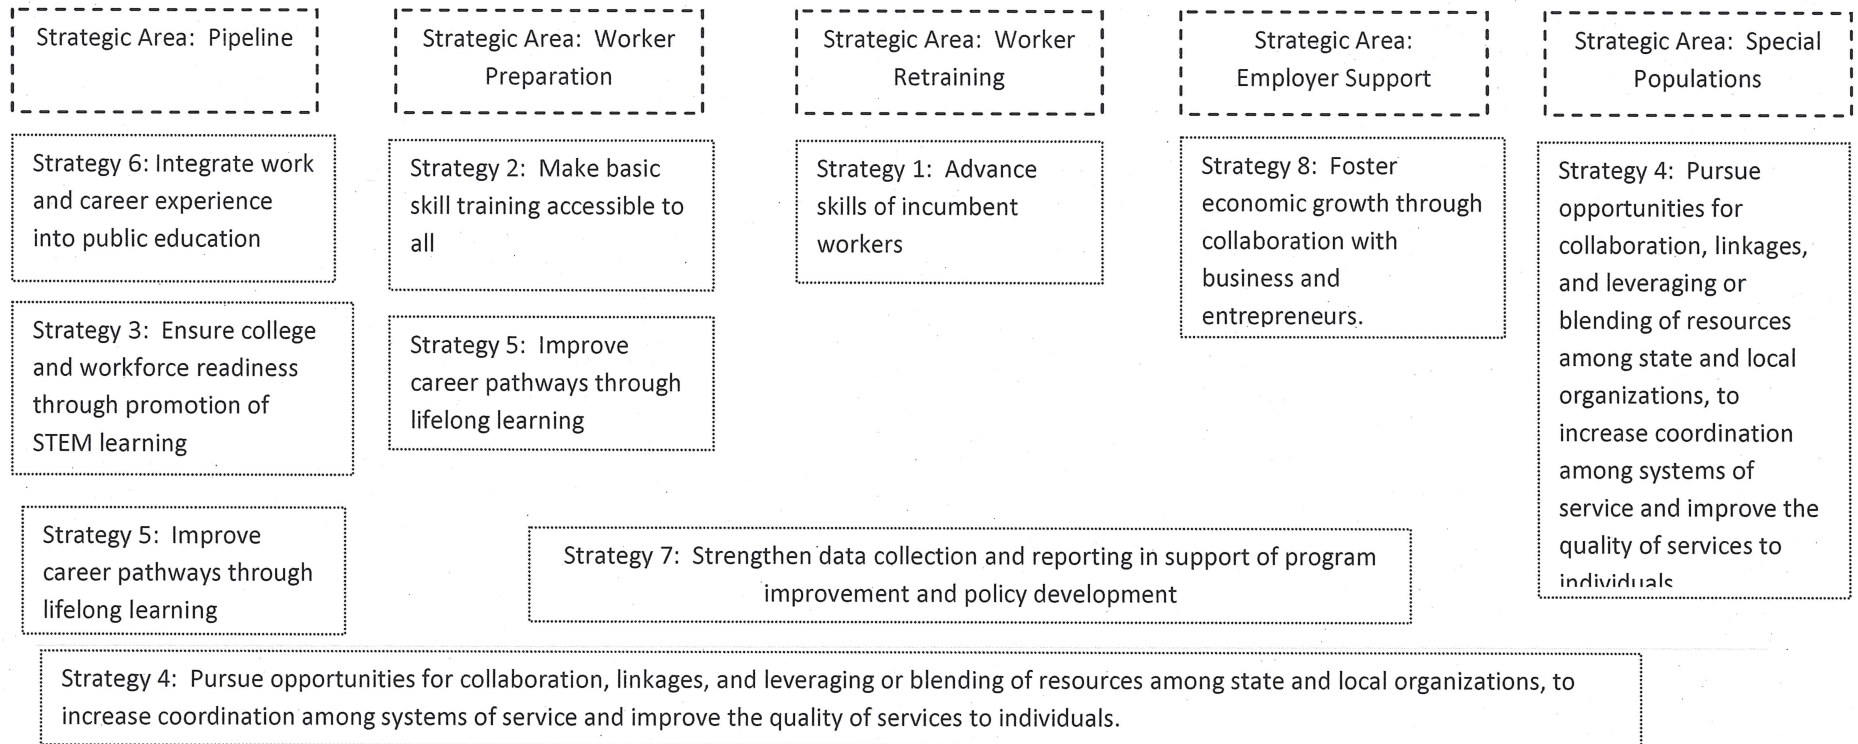 Strategic Area:  Pipeline
Strategic Area:  Worker
Preparation
Strategic Area:  Worker
Retraining
Strategic Area:
Employer Support
Strategic Area:  Special
Populations
Strategy 6: Integrate work
and career experience
into public education
Strategy 3:  Ensure college
and workforce readiness
through promotion of
STEM learning
Strategy 5:  Improve
career pathways through
lifelong learning
Strategy 2:  Make basic
skill training accessible to
all
Strategy 5:  Improve
career pathways through
lifelong learning
Strategy 1:  Advance
skills of incumbent
workers
Strategy 8:  Foster
economic growth through
collaboration with
business and
entrepreneurs.
Strategy 4:  Pursue
opportunities for
collaboration, linkages,
and leveraging or
blending of resources
among state and local
organizations, to
increase coordination
among systems of
service and improve the
quality of services to
individuals
Strategy 7:  Strengthen data collection and reporting in support of program
improvement and policy development
Strategy 4:  Pursue opportunities for collaboration, linkages, and leveraging or blending of resources among state and local organizations, to
increase coordination among systems of service and improve the quality of services to individuals.